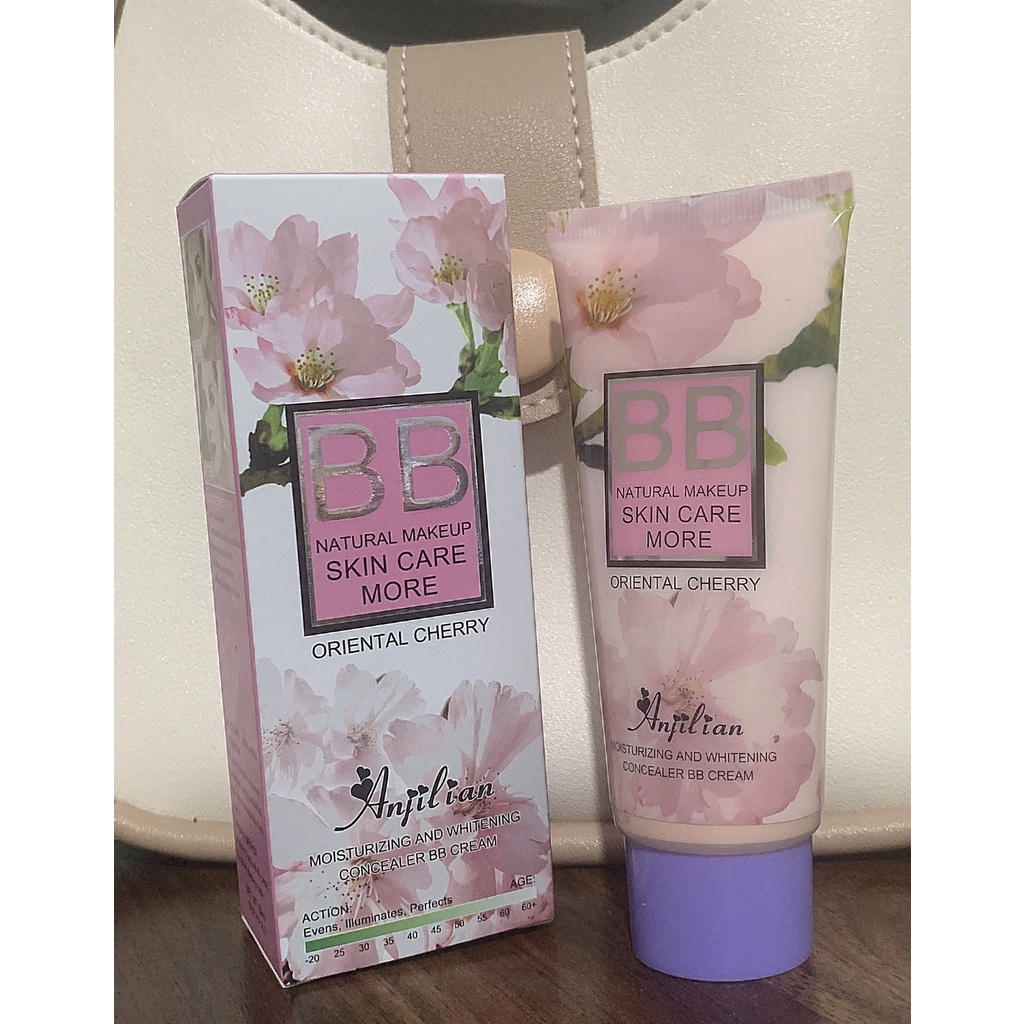 BB
NATURAL MAKEUP
SKIN CARE
MORE
ORIENTAL CHERRY
Anjilian
MOISTURIZING AND WHITENING
CONCEALER BB CREAM
AGE:
ACTION:
Evens, Illuminates, Perfects
-20 25 30 35 40 45 50 55 60 60+
BB
NATURAL MAKEUP
SKIN CARE
MORE
ORIENTAL CHERRY
Anjilian
MOISTURIZING AND WHITENING
CONCEALER BB CREAM